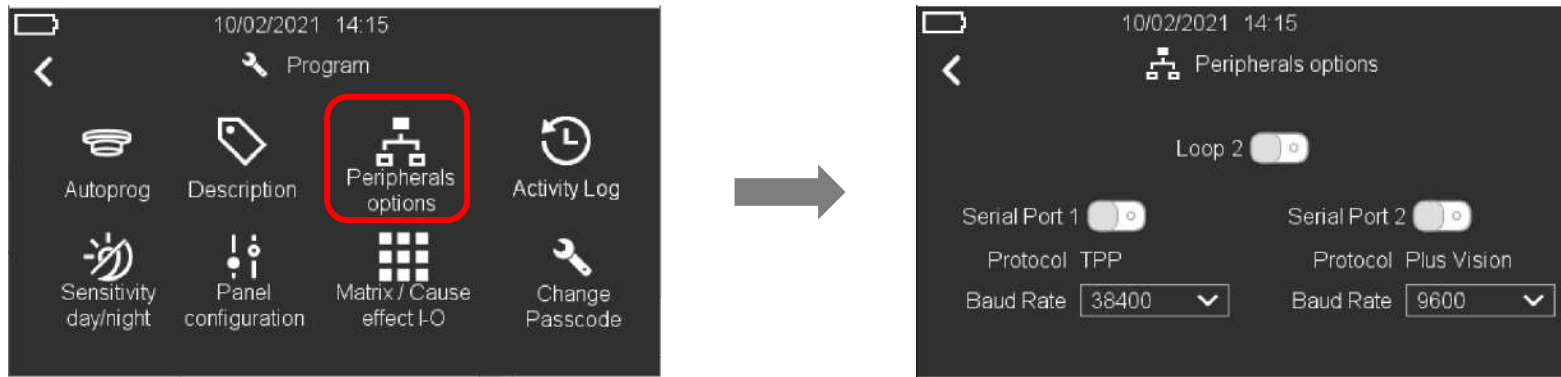 10/02/2021 14:15
Program
Autoprog
Description
Peripherals
options
Activity Log
Sensitivity
day/night
Panel
configuration
Matrix / Cause
effect I-O
Change
Passcode
10/02/2021 14:15
Peripherals options
Loop 2
Serial Port 1
Serial Port 2
Protocol TPP
Protocol Plus Vision
Baud Rate 38400
Baud Rate 9600